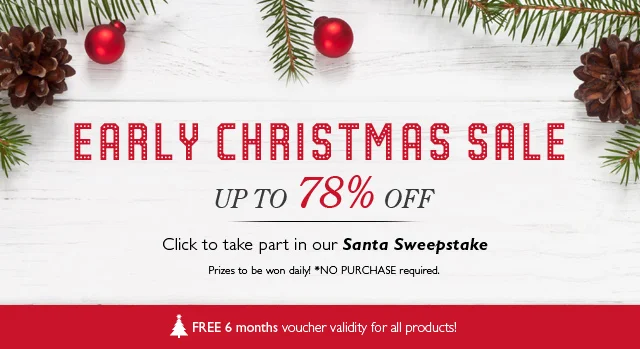 EARLY CHRISTMAS SALE
UP TO 78% OFF
Click to take part in our Santa Sweepstake
Prizes to be won daily! *NO PURCHASE required.
FREE 6 months voucher validity for all products!